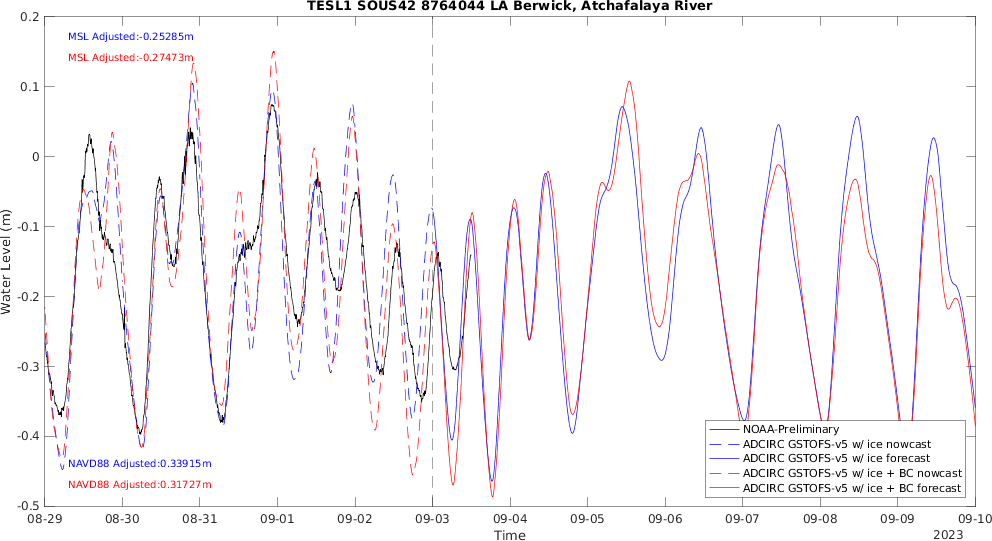 TESL1 SOUS42 8764044 LA Berwick, Atchafalaya River
MSL Adjusted:-0.25285m
MSL Adjusted:-0.27473m
NAVD88 Adjusted:0.33915m
NAVD88 Adjusted:0.31727m
Water Level (m)
0.2
0.1
0
-0.1
-0.2
-0.3
-0.4
-0.5
NOAA-Preliminary
ADCIRC GSTOFS-v5 w/ ice nowcast
ADCIRC GSTOFS-v5 w/ ice forecast
ADCIRC GSTOFS-v5 w/ ice + BC nowcast
ADCIRC GSTOFS-v5 w/ ice + BC forecast
08-29 08-30 08-31 09-01 09-02 09-03 09-04 09-05 09-06 09-07 09-08 09-09 09-10
Time
2023